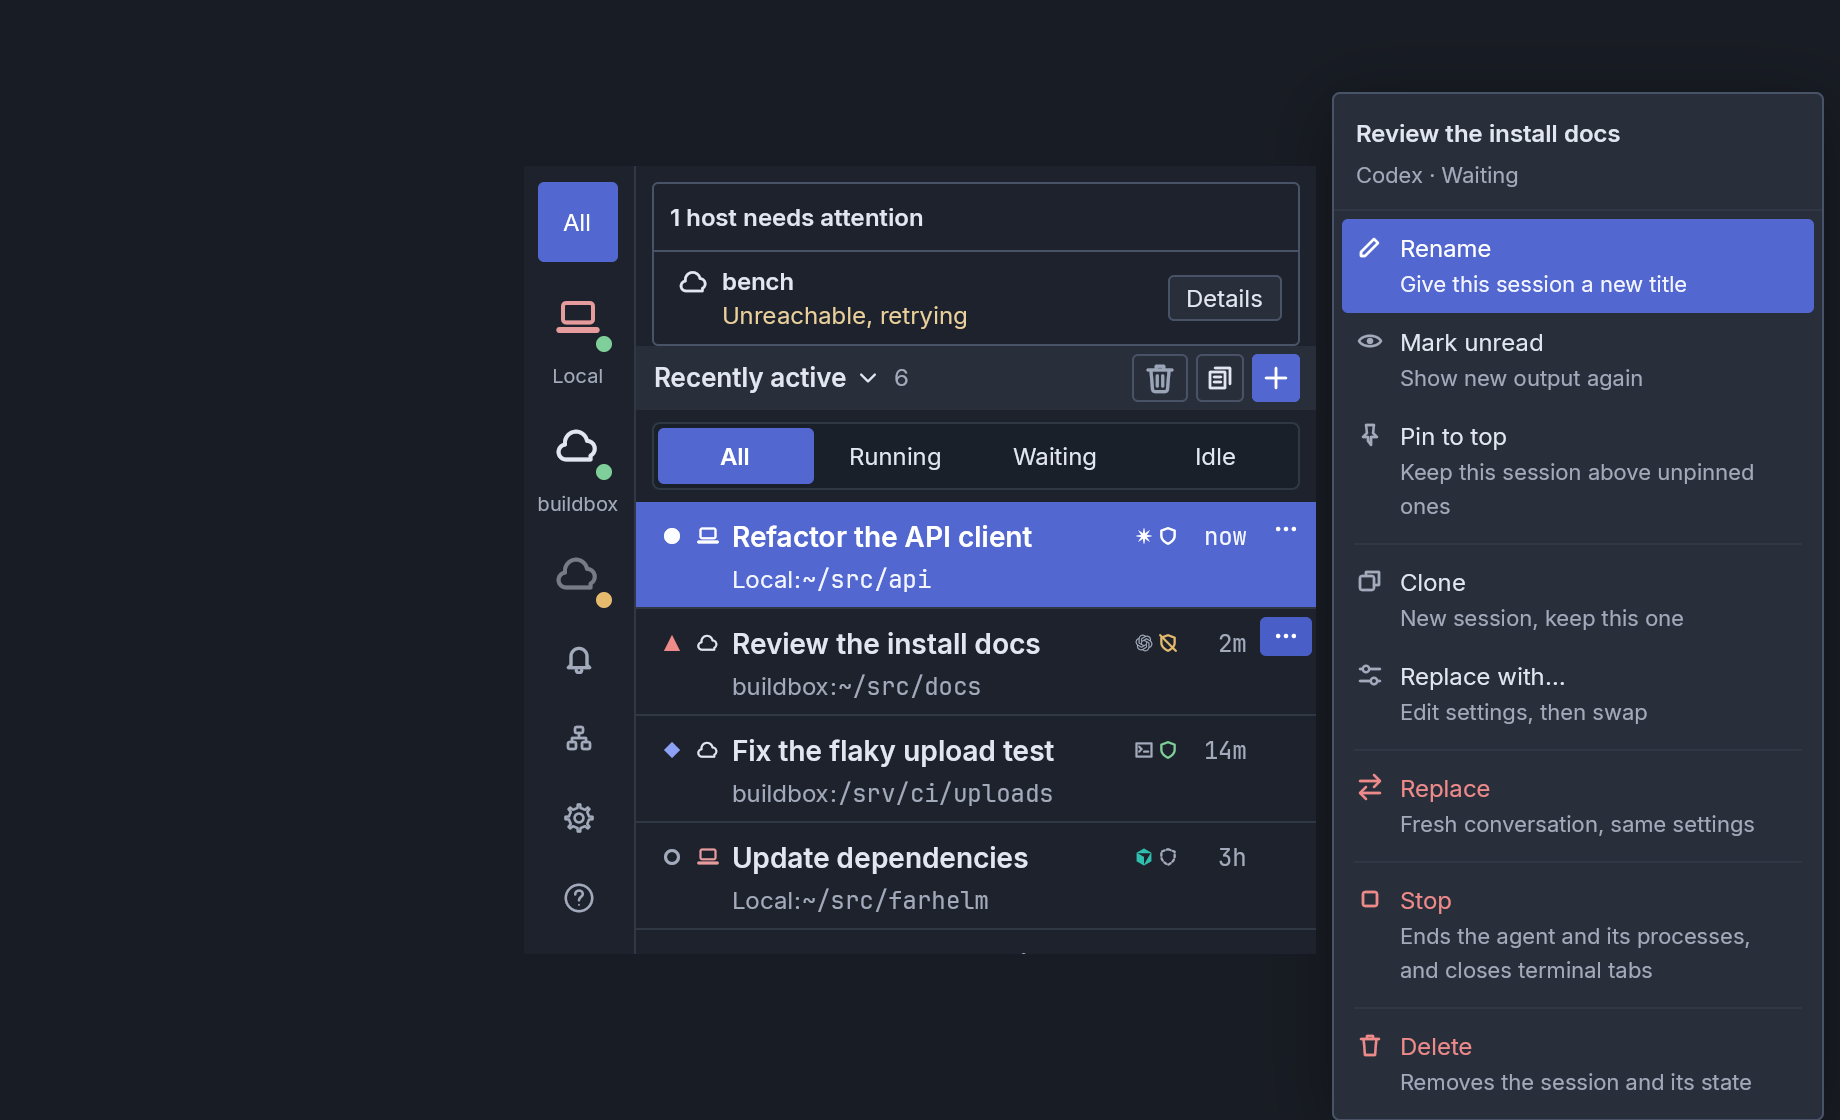 All
Local
buildbox
1 host needs attention
bench
Unreachable, retrying
Details
Recently active 6
All Running Waiting Idle
Refactor the API client now
Local:~/src/api
Review the install docs 2m
buildbox:~/src/docs
Fix the flaky upload test 14m
buildbox:/srv/ci/uploads
Update dependencies 3h
Local:~/src/farhelm
Review the install docs
Codex · Waiting
Rename
Give this session a new title
Mark unread
Show new output again
Pin to top
Keep this session above unpinned
ones
Clone
New session, keep this one
Replace with...
Edit settings, then swap
Replace
Fresh conversation, same settings
Stop
Ends the agent and its processes,
and closes terminal tabs
Delete
Removes the session and its state